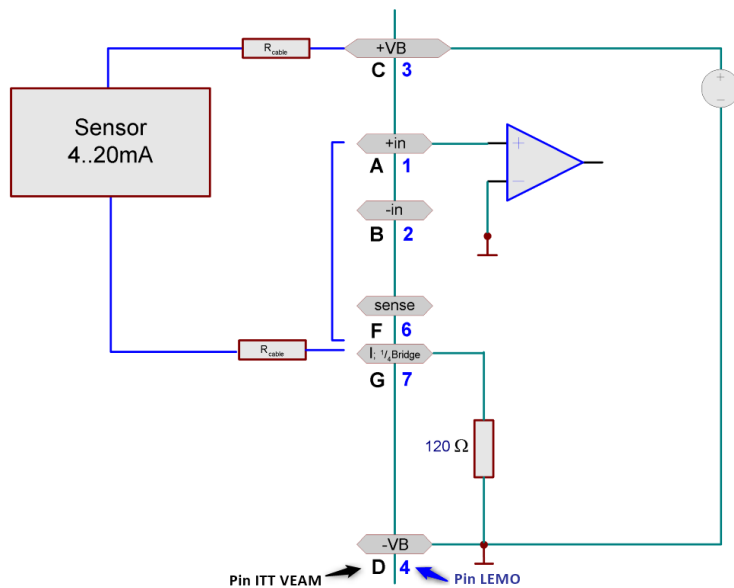 Rcable
+VB
C 3
+
−
Sensor
4..20mA
+in
A 1
+
−
-in
B 2
sense
F 6
Rcable
I; 1/4Bridge
G 7
120 Ω
-VB
D 4
Pin ITT VEAM
Pin LEMO